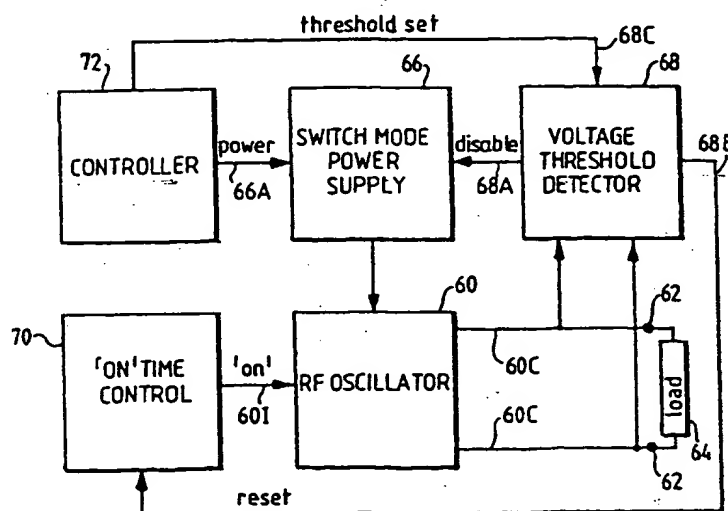 threshold set
68C
72
66
68
68B
CONTROLLER
power
66A
SWITCH MODE
POWER
SUPPLY
disable
68A
VOLTAGE
THRESHOLD
DETECTOR
60
62
70
'ON' TIME
CONTROL
'on'
60I
RF OSCILLATOR
60C
60C
load
64
62
reset